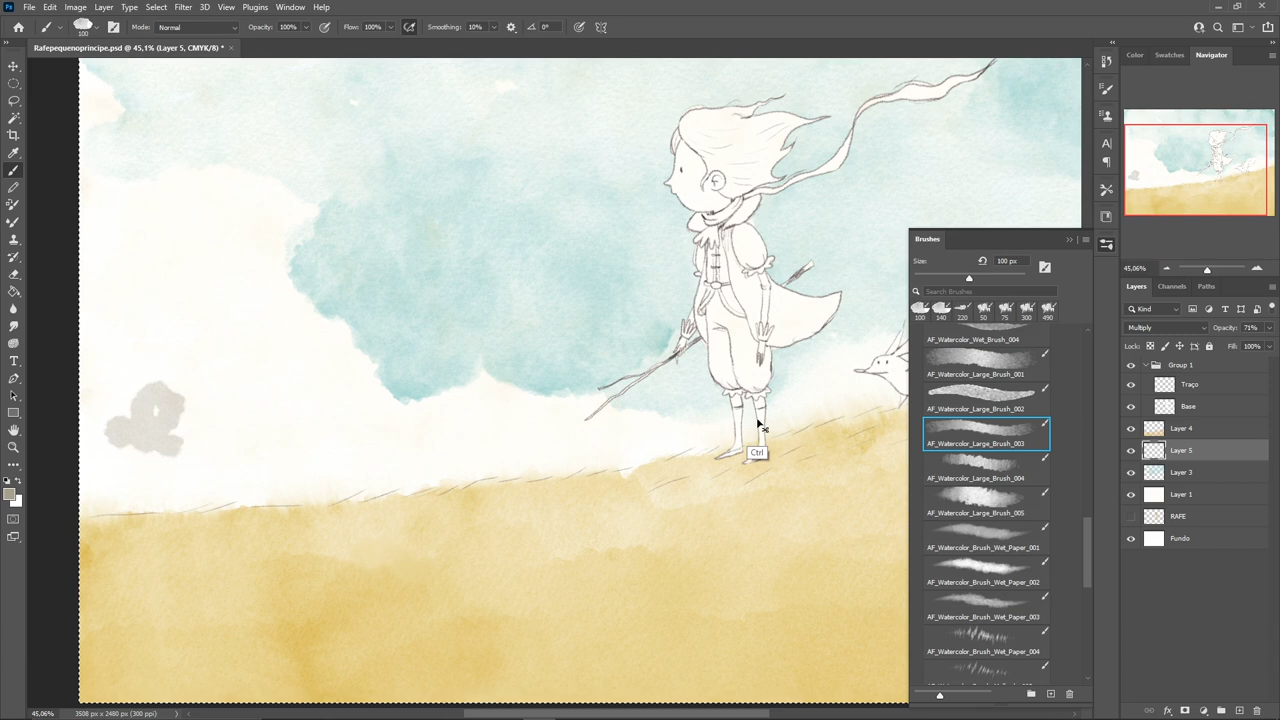 Ps File Edit Image Layer Type Select Filter 3D View Plugins Window Help
100 Mode: Normal Opacity: 100% Flow: 100% Smoothing: 10% 0°
Rafepequenoprincipe.psd @ 45,1% (Layer 5, CMYK/8) * ×
Color Swatches Navigator
45,06%
Brushes
Size: 100 px
Search Brushes
100 140 220 50 75 300 490
AF_Watercolor_Wet_Brush_004
AF_Watercolor_Large_Brush_001
AF_Watercolor_Large_Brush_002
AF_Watercolor_Large_Brush_003
AF_Watercolor_Large_Brush_004
AF_Watercolor_Large_Brush_005
AF_Watercolor_Brush_Wet_Paper_001
AF_Watercolor_Brush_Wet_Paper_002
AF_Watercolor_Brush_Wet_Paper_003
AF_Watercolor_Brush_Wet_Paper_004
Ctrl
Layers Channels Paths
Kind
Multiply Opacity: 71%
Lock: Fill: 100%
Group 1
Traço
Base
Layer 4
Layer 5
Layer 3
Layer 1
RAFE
Fundo
45,06% 3508 px x 2480 px (300 ppi)